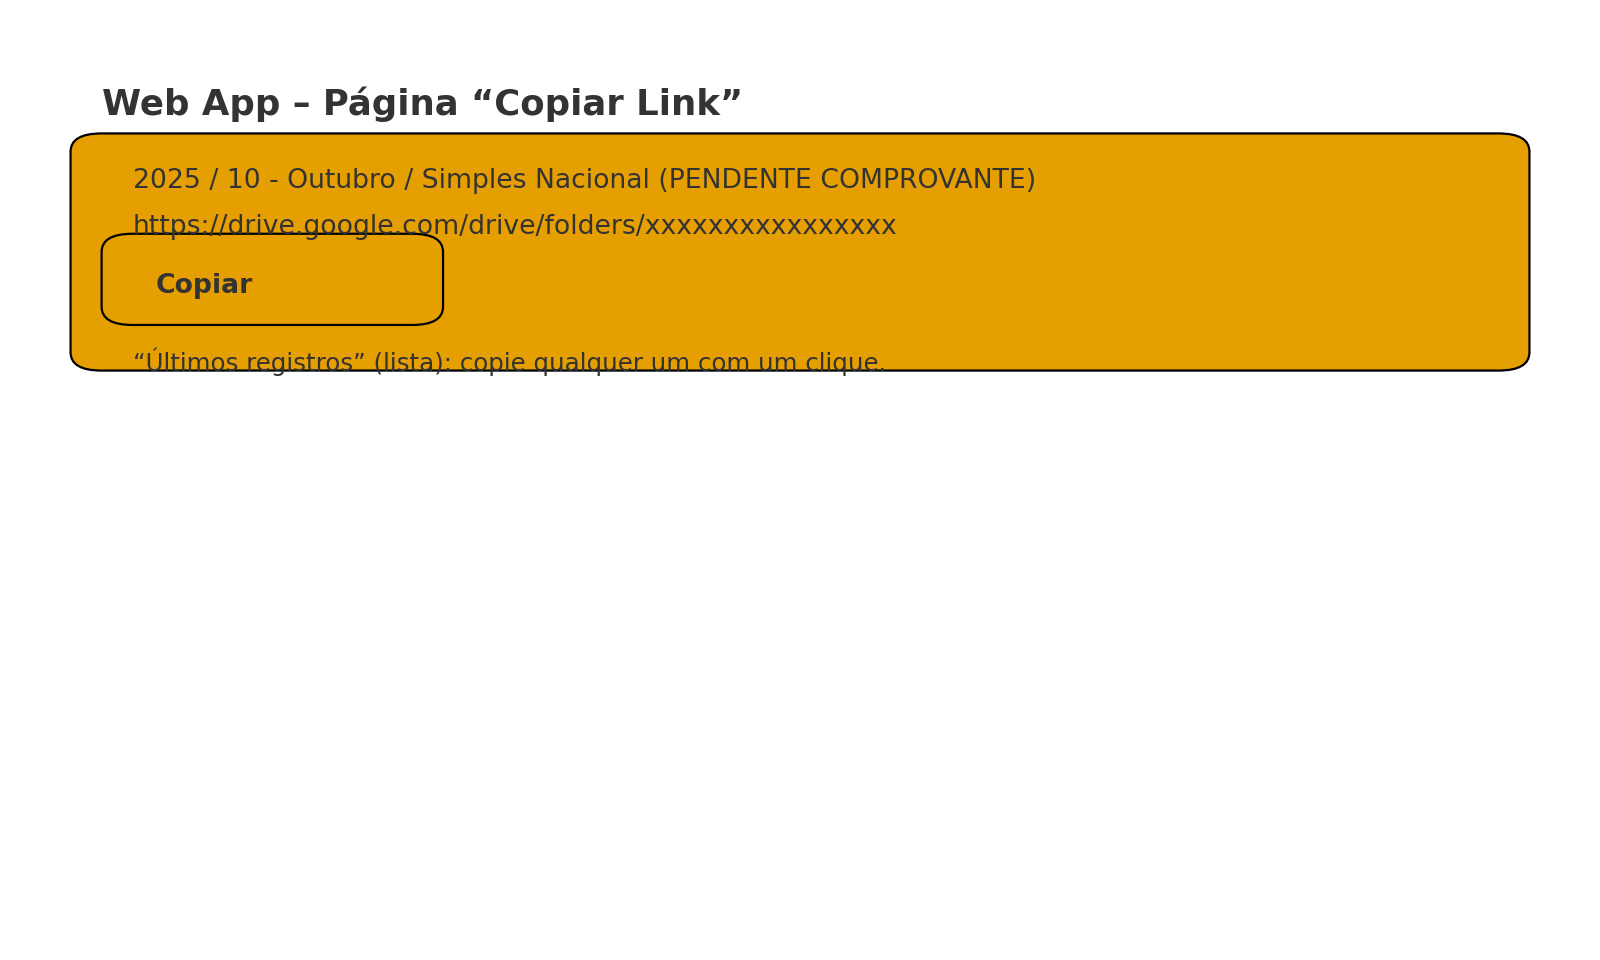 Web App – Página “Copiar Link”
2025 / 10 - Outubro / Simples Nacional (PENDENTE COMPROVANTE)
https://drive.google.com/drive/folders/xxxxxxxxxxxxxxxx
Copiar
“Últimos registros” (lista): copie qualquer um com um clique.